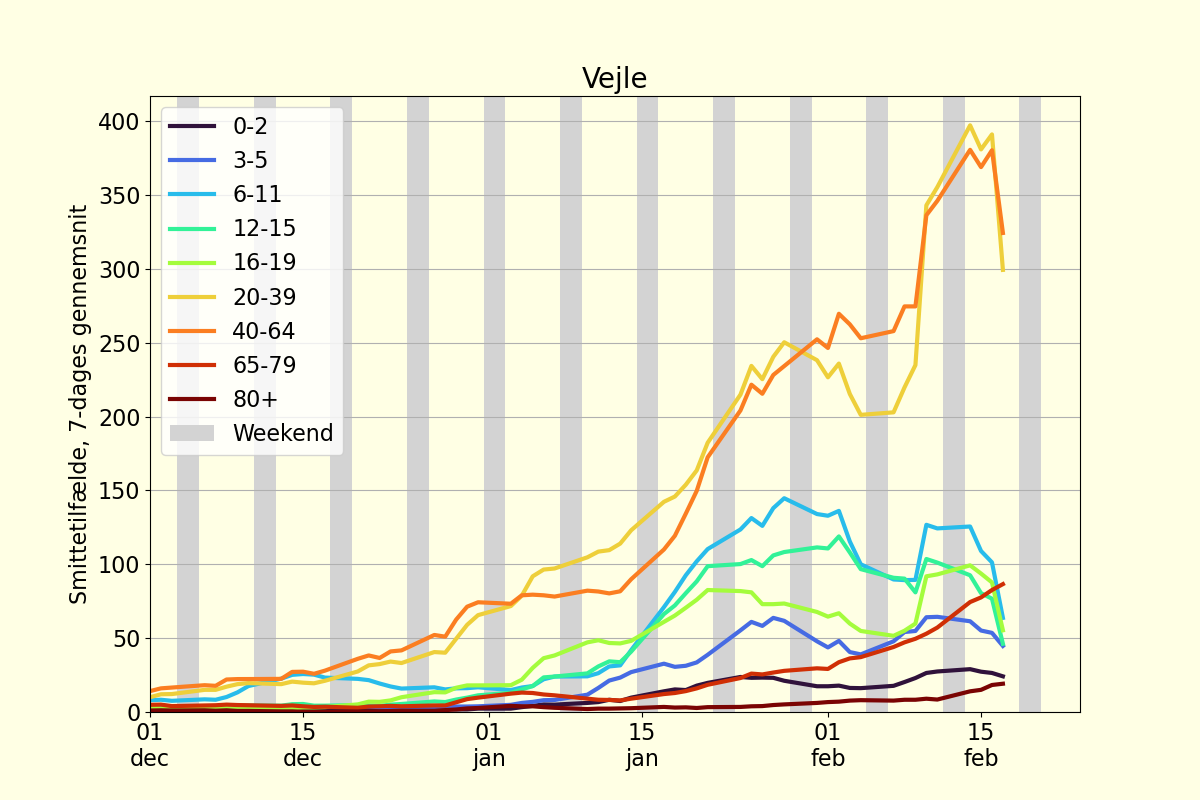 Vejle
Smittetilfælde, 7-dages gennemsnit
400
350
300
250
200
150
100
50
0
0-2
3-5
6-11
12-15
16-19
20-39
40-64
65-79
80+
Weekend
01 dec
15 dec
01 jan
15 jan
01 feb
15 feb